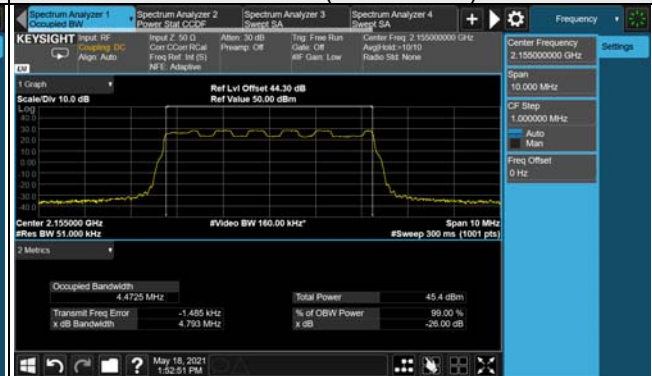 Spectrum Analyzer 1
Occupied BW
Spectrum Analyzer 2
Power Stat CCDF
Spectrum Analyzer 3
Swept SA
Spectrum Analyzer 4
Swept SA
Frequency
KEYSIGHT
Input: RF
Coupling: DC
Align: Auto
Input Z: 50 Ω
Corr CCorr RCal
Freq Ref: Int (S)
NFE: Adaptive
Atten: 30 dB
Preamp: Off
Trig: Free Run
Gate: Off
#IF Gain: Low
Center Freq: 2.155000000 GHz
Avg|Hold:>10/10
Radio Std: None
Center Frequency
2.155000000 GHz
Settings
Span
10.000 MHz
CF Step
1.000000 MHz
Auto
Man
Freq Offset
0 Hz
1 Graph
Scale/Div 10.0 dB
Ref Lvl Offset 44.30 dB
Ref Value 50.00 dBm
Log
40.0
30.0
20.0
10.0
0.00
-10.0
-20.0
-30.0
-40.0
Center 2.155000 GHz
#Res BW 51.000 kHz
#Video BW 160.00 kHz*
Span 10 MHz
#Sweep 300 ms (1001 pts)
2 Metrics
Occupied Bandwidth
4.4725 MHz
Total Power
45.4 dBm
Transmit Freq Error
-1.485 kHz
% of OBW Power
99.00 %
x dB Bandwidth
4.793 MHz
x dB
-26.00 dB
May 18, 2021
1:52:51 PM